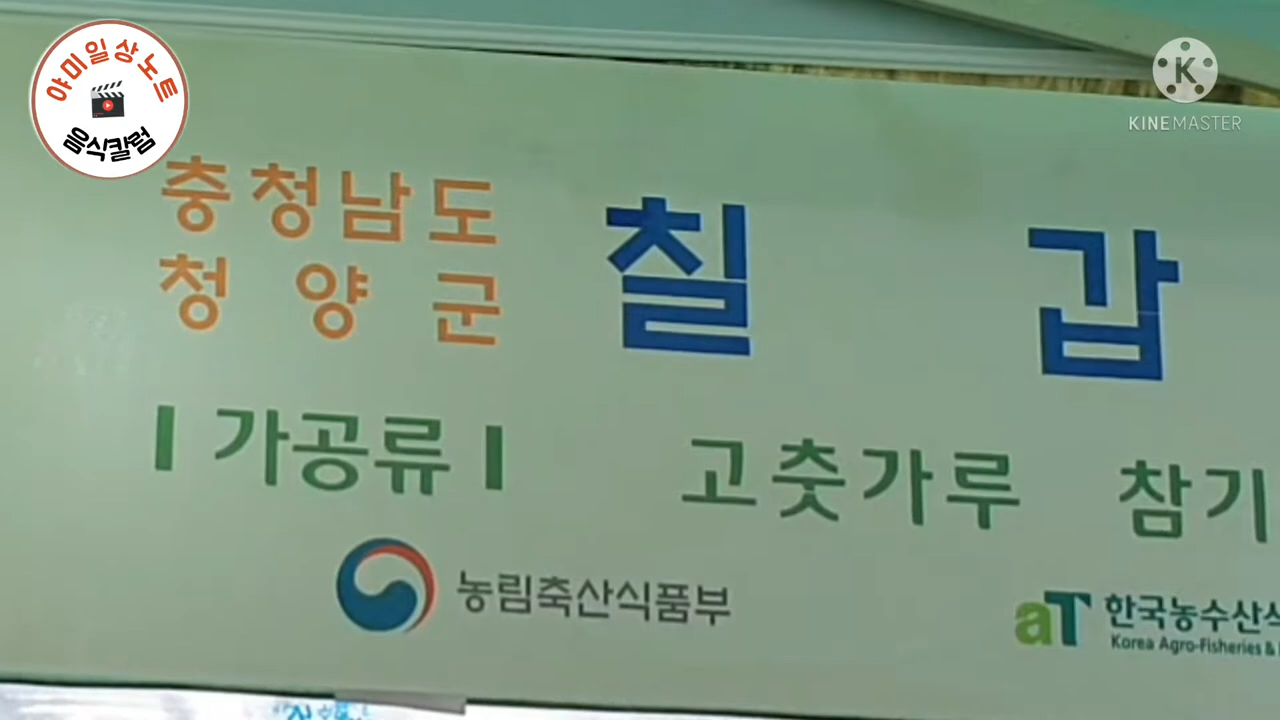 야미일상노트
음식칼럼
KINEMASTER
충청남도
청양군
칠 갑
가공류 고춧가루 참기
농림축산식품부
aT 한국농수산식
Korea Agro-Fisheries &